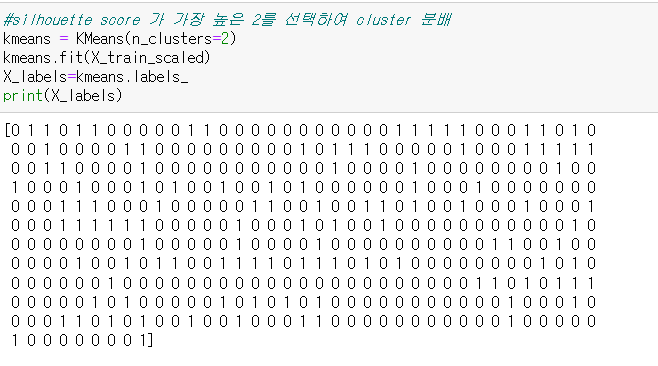 #silhouette score 가 가장 높은 2를 선택하여 cluster 분배
kmeans = KMeans(n_clusters=2)
kmeans.fit(X_train_scaled)
X_labels=kmeans.labels_
print(X_labels)
[0 1 1 0 1 1 0 0 0 0 0 1 1 0 0 0 0 0 0 0 0 0 0 0 1 1 1 1 1 0 0 0 1 1 0 1 0
0 0 1 0 0 0 0 1 1 0 0 0 0 0 0 0 0 0 1 0 1 1 1 0 0 0 0 0 1 0 0 0 1 1 1 1 1
0 0 1 1 0 0 0 0 1 0 0 0 0 0 0 0 0 0 0 1 0 0 0 0 1 0 0 0 0 0 0 0 0 1 0 0
1 0 0 0 1 0 0 0 1 0 1 0 0 1 0 0 1 0 1 0 0 0 0 0 0 1 0 0 0 1 0 0 0 0 0 0 0
0 0 0 1 1 1 0 0 0 1 0 0 0 0 0 1 1 0 0 1 0 0 1 1 0 1 0 0 1 0 0 0 1 0 0 0 1
0 0 0 1 1 1 1 1 1 0 0 0 0 0 1 0 0 0 1 0 1 0 0 1 0 0 0 0 0 0 0 0 0 0 0 1 0
0 0 0 0 0 0 0 0 1 0 0 0 0 0 1 0 0 0 0 1 0 0 0 0 0 0 0 0 0 0 1 1 0 0 1 0 0
0 0 0 0 1 0 0 1 0 1 1 0 0 1 1 1 1 0 1 1 1 0 1 0 1 0 0 0 0 0 0 0 0 1 0 1 0
0 0 0 0 0 0 0 0 1 0 0 0 0 0 0 0 0 0 0 0 0 0 0 0 0 0 0 0 0 1 1 0 1 0 1 1 1
0 0 0 0 0 1 0 1 0 0 0 0 0 1 0 1 0 1 0 1 0 0 0 0 0 0 0 0 0 0 0 1 0 0 0 1 0
0 0 0 1 1 0 1 0 1 0 0 1 0 0 1 0 0 0 1 1 0 0 0 0 0 0 0 0 0 0 0 1 0 0 0 0 0
1 0 0 0 0 0 0 0 1]